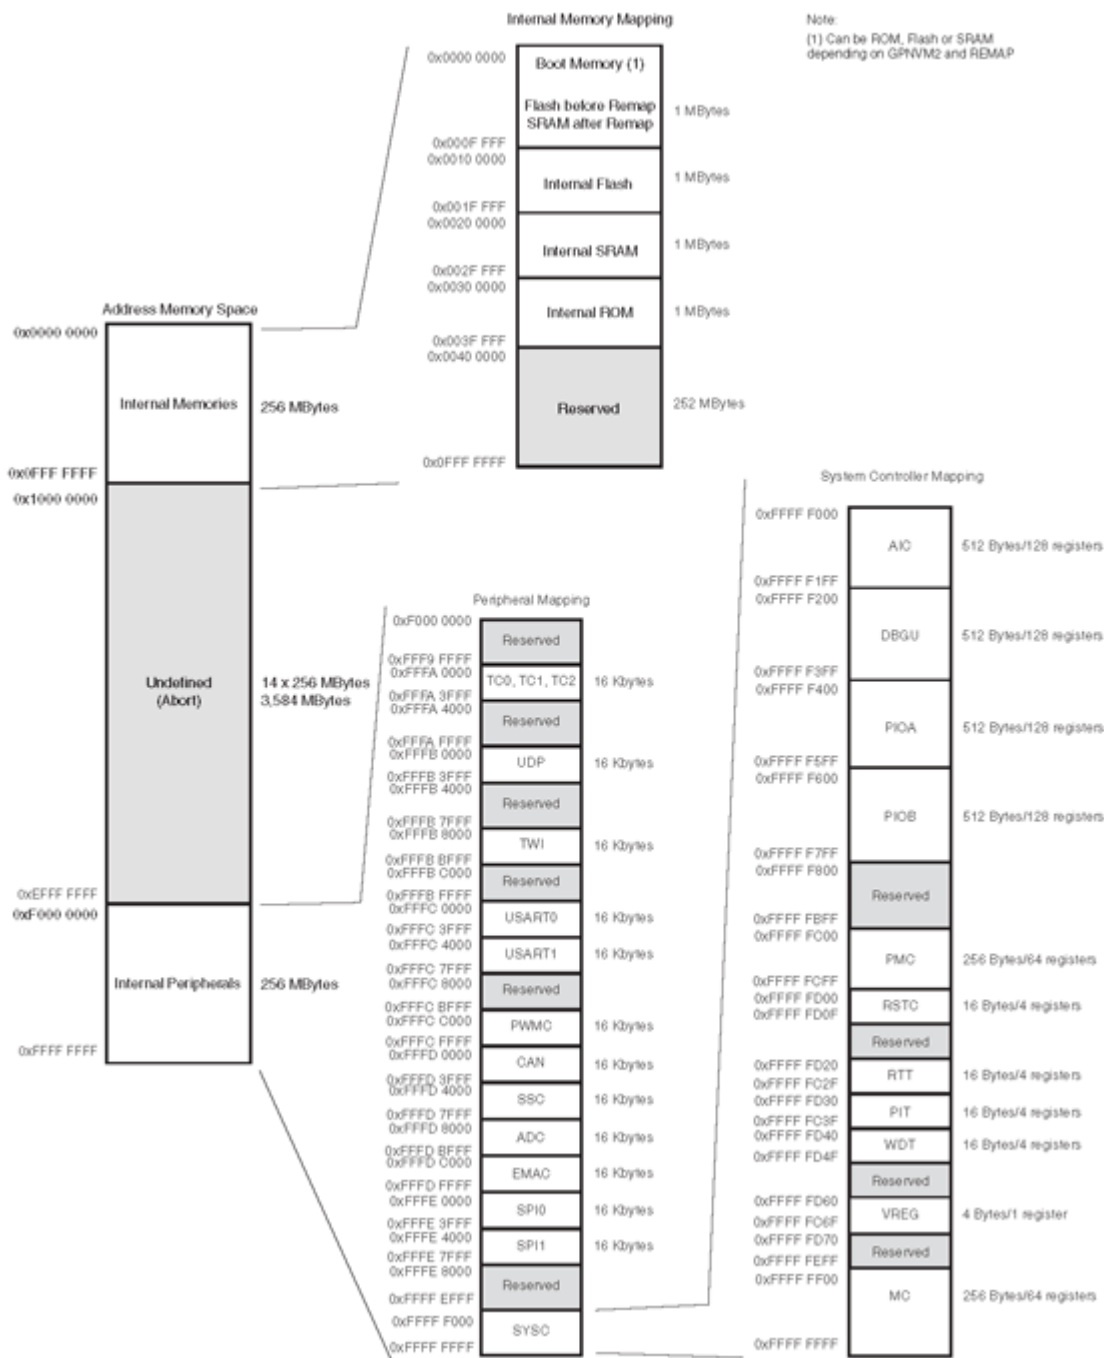 Internal Memory Mapping
Note:
(1) Can be ROM, Flash or SRAM
depending on GPNVM2 and REMAP
0x0000 0000
Boot Memory (1)
Flash before Remap
SRAM after Remap
1 MBytes
0x000F FFF
0x0010 0000
Internal Flash
1 MBytes
0x001F FFF
0x0020 0000
Internal SRAM
1 MBytes
0x002F FFF
0x0030 0000
Internal ROM
1 MBytes
0x003F FFF
0x0040 0000
Reserved
252 MBytes
0x0FFF FFFF
Address Memory Space
0x0000 0000
Internal Memories
256 MBytes
0x0FFF FFFF
0x1000 0000
Undefined
(Abort)
14 x 256 MBytes
3,584 MBytes
0xEFFF FFFF
0xF000 0000
Internal Peripherals
256 MBytes
0xFFFF FFFF
Peripheral Mapping
0xF000 0000
Reserved
0xFFF9 FFFF
0xFFFA 0000
TC0, TC1, TC2
16 Kbytes
0xFFFA 3FFF
0xFFFA 4000
Reserved
0xFFFA FFFF
0xFFFB 0000
UDP
16 Kbytes
0xFFFB 3FFF
0xFFFB 4000
Reserved
0xFFFB 7FFF
0xFFFB 8000
TWI
16 Kbytes
0xFFFB BFFF
0xFFFB C000
Reserved
0xFFFB FFFF
0xFFFC 0000
USART0
16 Kbytes
0xFFFC 3FFF
0xFFFC 4000
USART1
16 Kbytes
0xFFFC 7FFF
0xFFFC 8000
Reserved
0xFFFC BFFF
0xFFFC C000
PWMC
16 Kbytes
0xFFFC FFFF
0xFFFD 0000
CAN
16 Kbytes
0xFFFD 3FFF
0xFFFD 4000
SSC
16 Kbytes
0xFFFD 7FFF
0xFFFD 8000
ADC
16 Kbytes
0xFFFD BFFF
0xFFFD C000
EMAC
16 Kbytes
0xFFFD FFFF
0xFFFE 0000
SPI0
16 Kbytes
0xFFFE 3FFF
0xFFFE 4000
SPI1
16 Kbytes
0xFFFE 7FFF
0xFFFE 8000
Reserved
0xFFFF EFFF
0xFFFF F000
SYSC
0xFFFF FFFF
System Controller Mapping
0xFFFF F000
AIC
512 Bytes/128 registers
0xFFFF F1FF
0xFFFF F200
DBGU
512 Bytes/128 registers
0xFFFF F3FF
0xFFFF F400
PIOA
512 Bytes/128 registers
0xFFFF F5FF
0xFFFF F600
PIOB
512 Bytes/128 registers
0xFFFF F7FF
0xFFFF F800
Reserved
0xFFFF FBFF
0xFFFF FC00
PMC
256 Bytes/64 registers
0xFFFF FCFF
0xFFFF FD00
RSTC
16 Bytes/4 registers
0xFFFF FD0F
Reserved
0xFFFF FD20
RTT
16 Bytes/4 registers
0xFFFF FC2F
0xFFFF FD30
PIT
16 Bytes/4 registers
0xFFFF FC3F
0xFFFF FD40
WDT
16 Bytes/4 registers
0xFFFF FD4F
Reserved
0xFFFF FD60
VREG
4 Bytes/1 register
0xFFFF FC6F
0xFFFF FD70
Reserved
0xFFFF FEFF
0xFFFF FF00
MC
256 Bytes/64 registers
0xFFFF FFFF